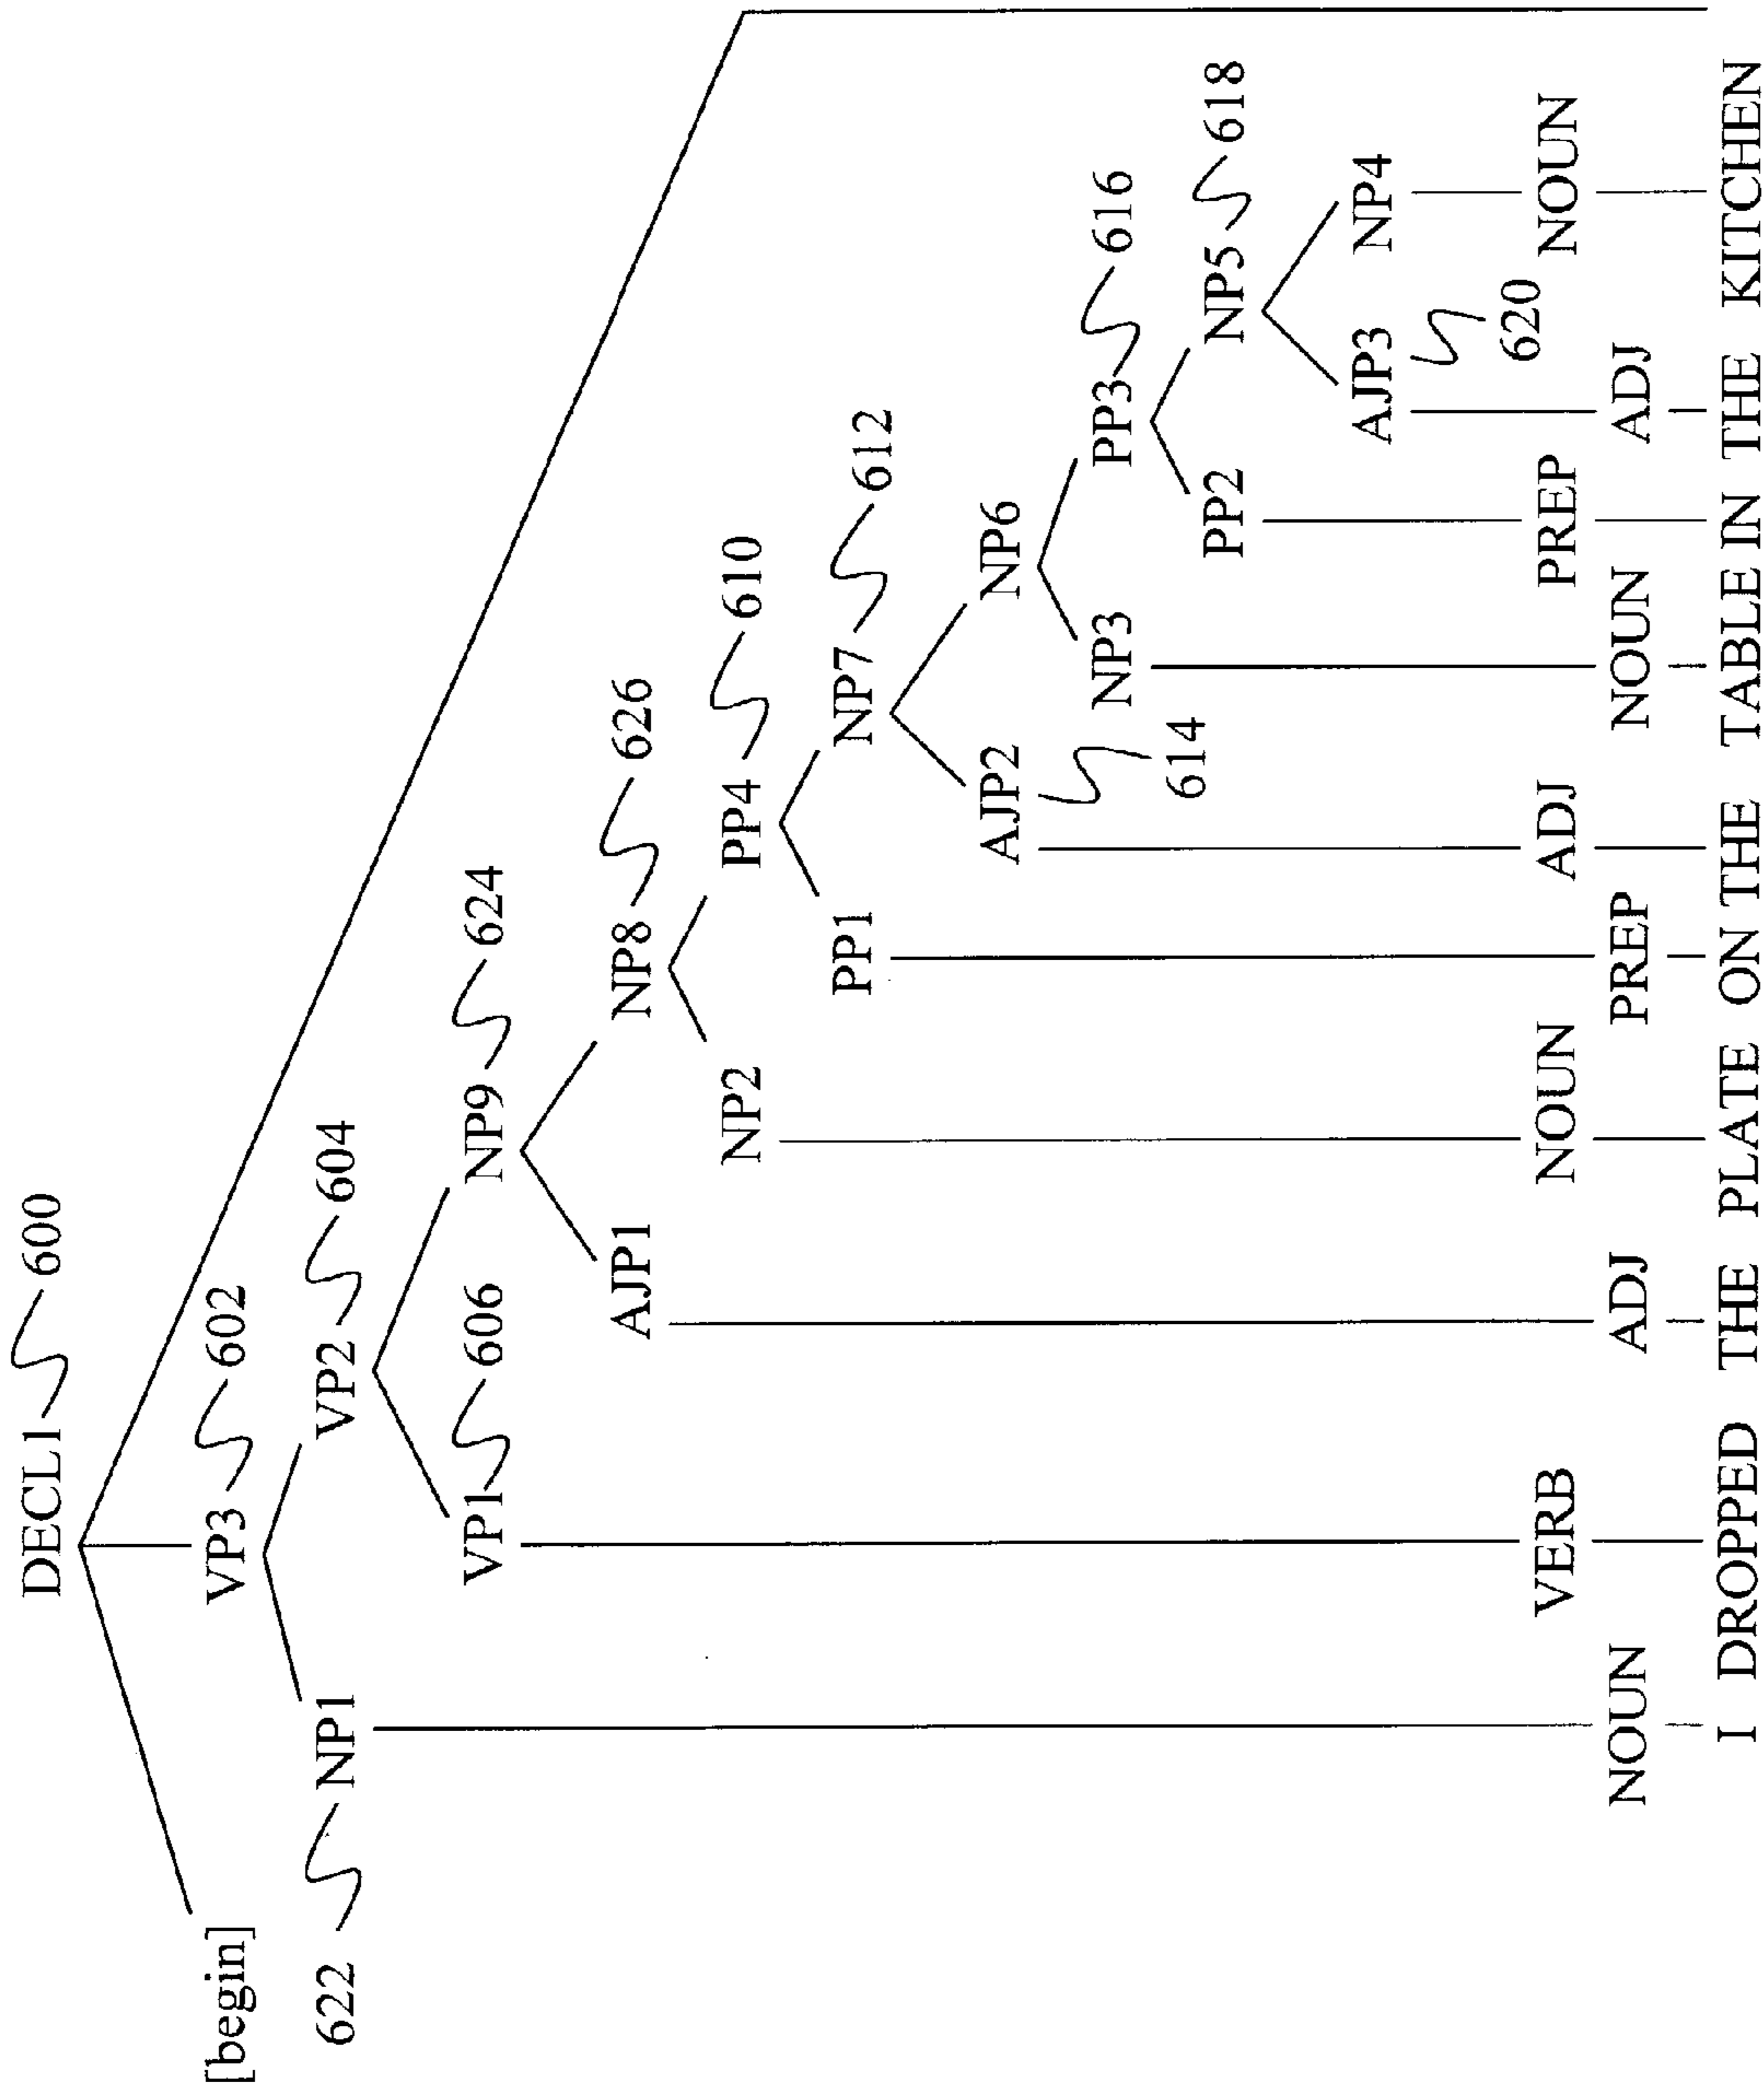 DECL1 600
[begin] VP3 602
622 NP1 VP2 604
VP1 606 NP9 624
AJP1 NP8 626
NP2 PP4 610
PP1 NP7 612
AJP2 NP6
614 NP3 PP3 616
PP2 NP5 618
AJP3 NP4
620
VERB NOUN ADJ PREP NOUN
NOUN ADJ PREP NOUN ADJ
I DROPPED THE PLATE ON THE TABLE IN THE KITCHEN